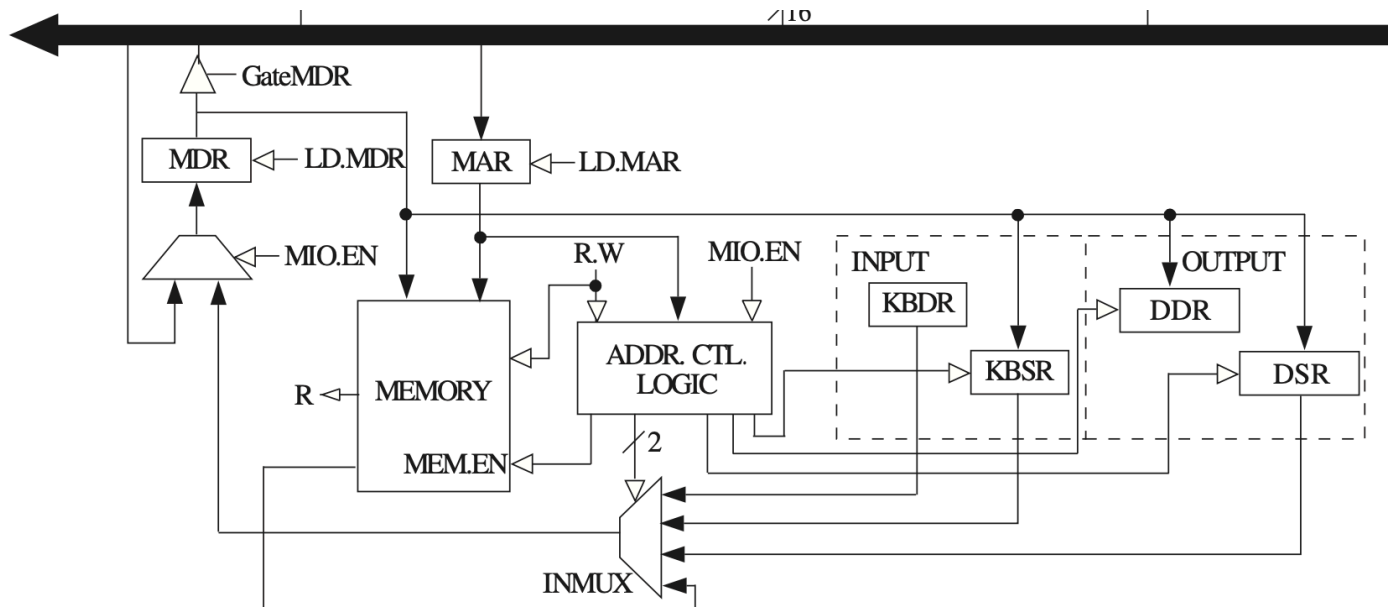 16
GateMDR
MDR
LD.MDR
MAR
LD.MAR
MIO.EN
R.W
MIO.EN
INPUT
OUTPUT
KBDR
DDR
ADDR. CTL.
LOGIC
KBSR
DSR
R
MEMORY
2
MEM.EN
INMUX